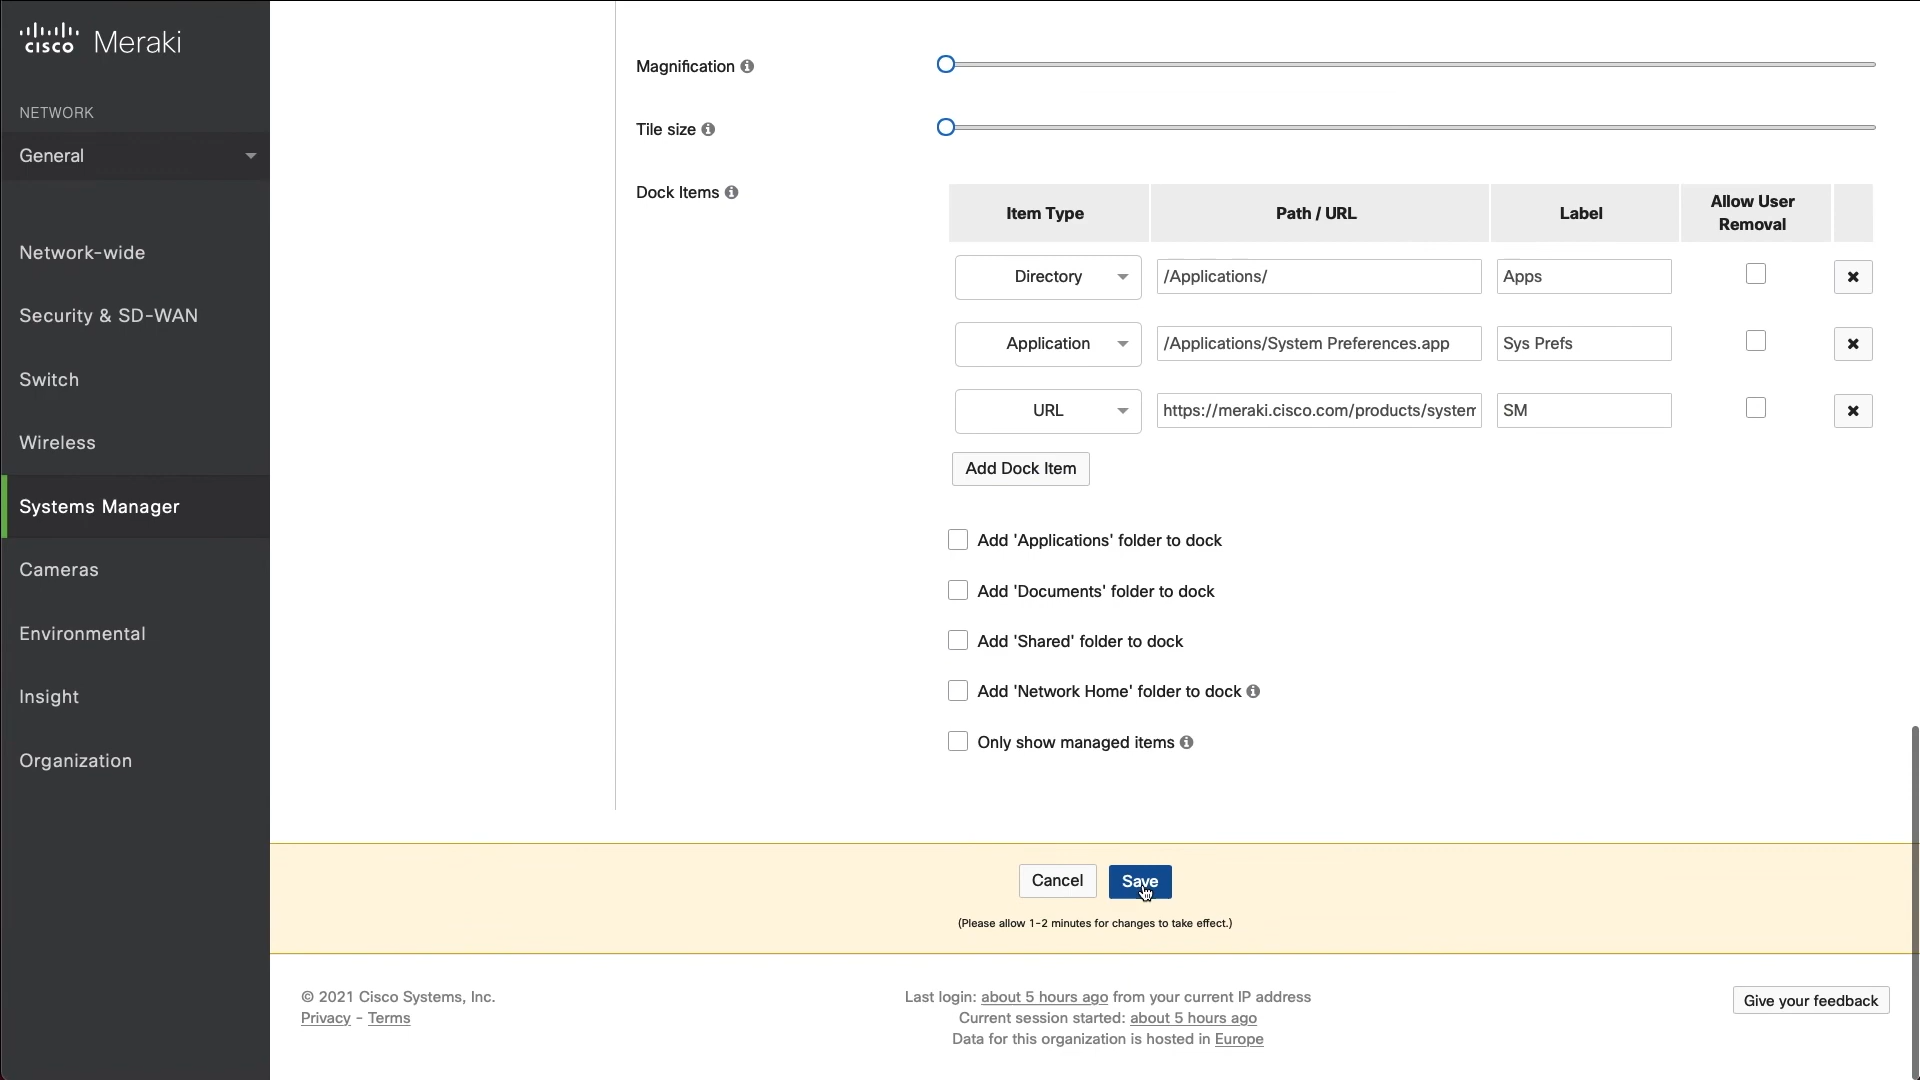 cisco Meraki
NETWORK
General
Network-wide
Security & SD-WAN
Switch
Wireless
Systems Manager
Cameras
Environmental
Insight
Organization
Magnification
Tile size
Dock Items
Item Type Path / URL Label Allow User Removal
Directory /Applications/ Apps
Application /Applications/System Preferences.app Sys Prefs
URL https://meraki.cisco.com/products/system SM
Add Dock Item
Add 'Applications' folder to dock
Add 'Documents' folder to dock
Add 'Shared' folder to dock
Add 'Network Home' folder to dock
Only show managed items
Cancel Save
(Please allow 1-2 minutes for changes to take effect.)
© 2021 Cisco Systems, Inc.
Privacy - Terms
Last login: about 5 hours ago from your current IP address
Current session started: about 5 hours ago
Data for this organization is hosted in Europe
Give your feedback